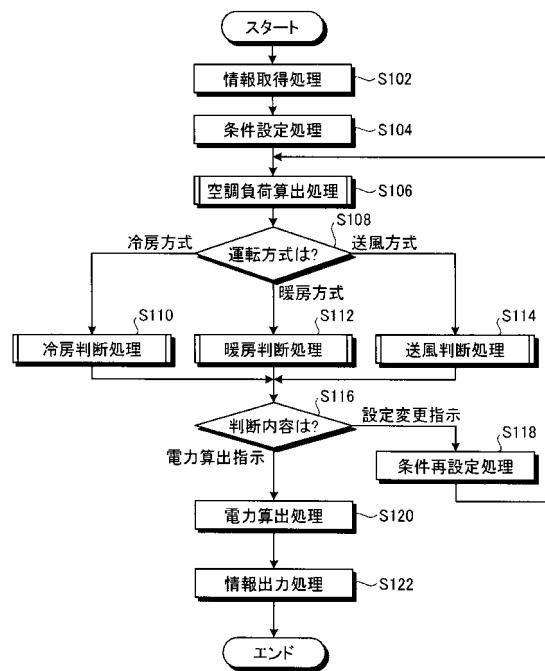 スタート
情報取得処理
S102
条件設定処理
S104
空調負荷算出処理
S106
S108
冷房方式
運転方式は?
送風方式
暖房方式
S110
S112
S114
冷房判断処理
暖房判断処理
送風判断処理
S116
判断内容は?
設定変更指示
電力算出指示
S118
条件再設定処理
電力算出処理
S120
情報出力処理
S122
エンド